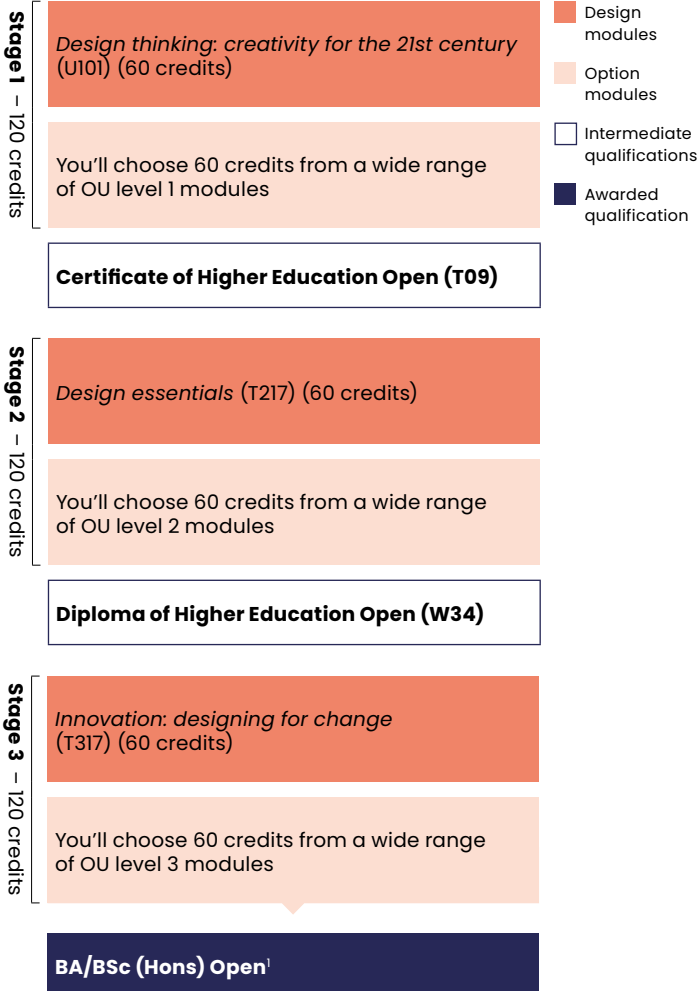 Stage 1 – 120 credits
Design thinking: creativity for the 21st century
(U101) (60 credits)
You’ll choose 60 credits from a wide range
of OU level 1 modules
Certificate of Higher Education Open (T09)
Stage 2 – 120 credits
Design essentials (T217) (60 credits)
You’ll choose 60 credits from a wide range
of OU level 2 modules
Diploma of Higher Education Open (W34)
Stage 3 – 120 credits
Innovation: designing for change
(T317) (60 credits)
You’ll choose 60 credits from a wide range
of OU level 3 modules
BA/BSc (Hons) Open¹
Design
modules
Option
modules
Intermediate
qualifications
Awarded
qualification